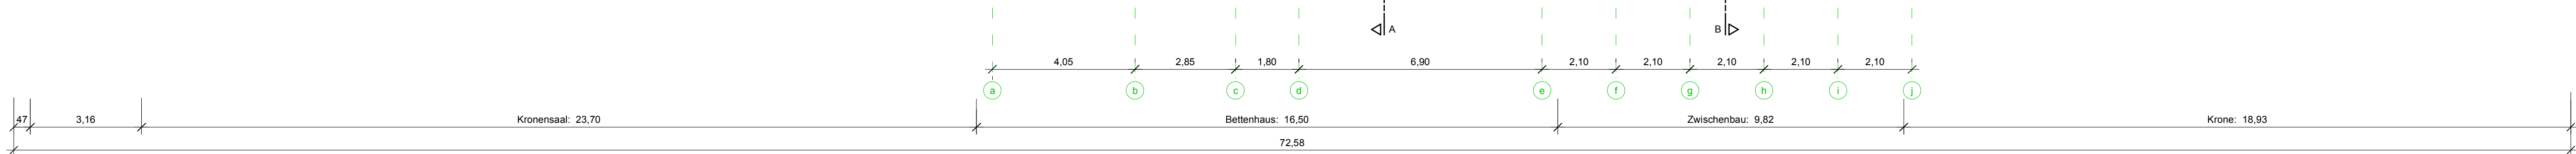 A B
4,05 2,85 1,80 6,90 2,10 2,10 2,10 2,10 2,10
a b c d e f g h i j
47 3,16 Kronensaal: 23,70 Bettenhaus: 16,50 Zwischenbau: 9,82 Krone: 18,93
72,58